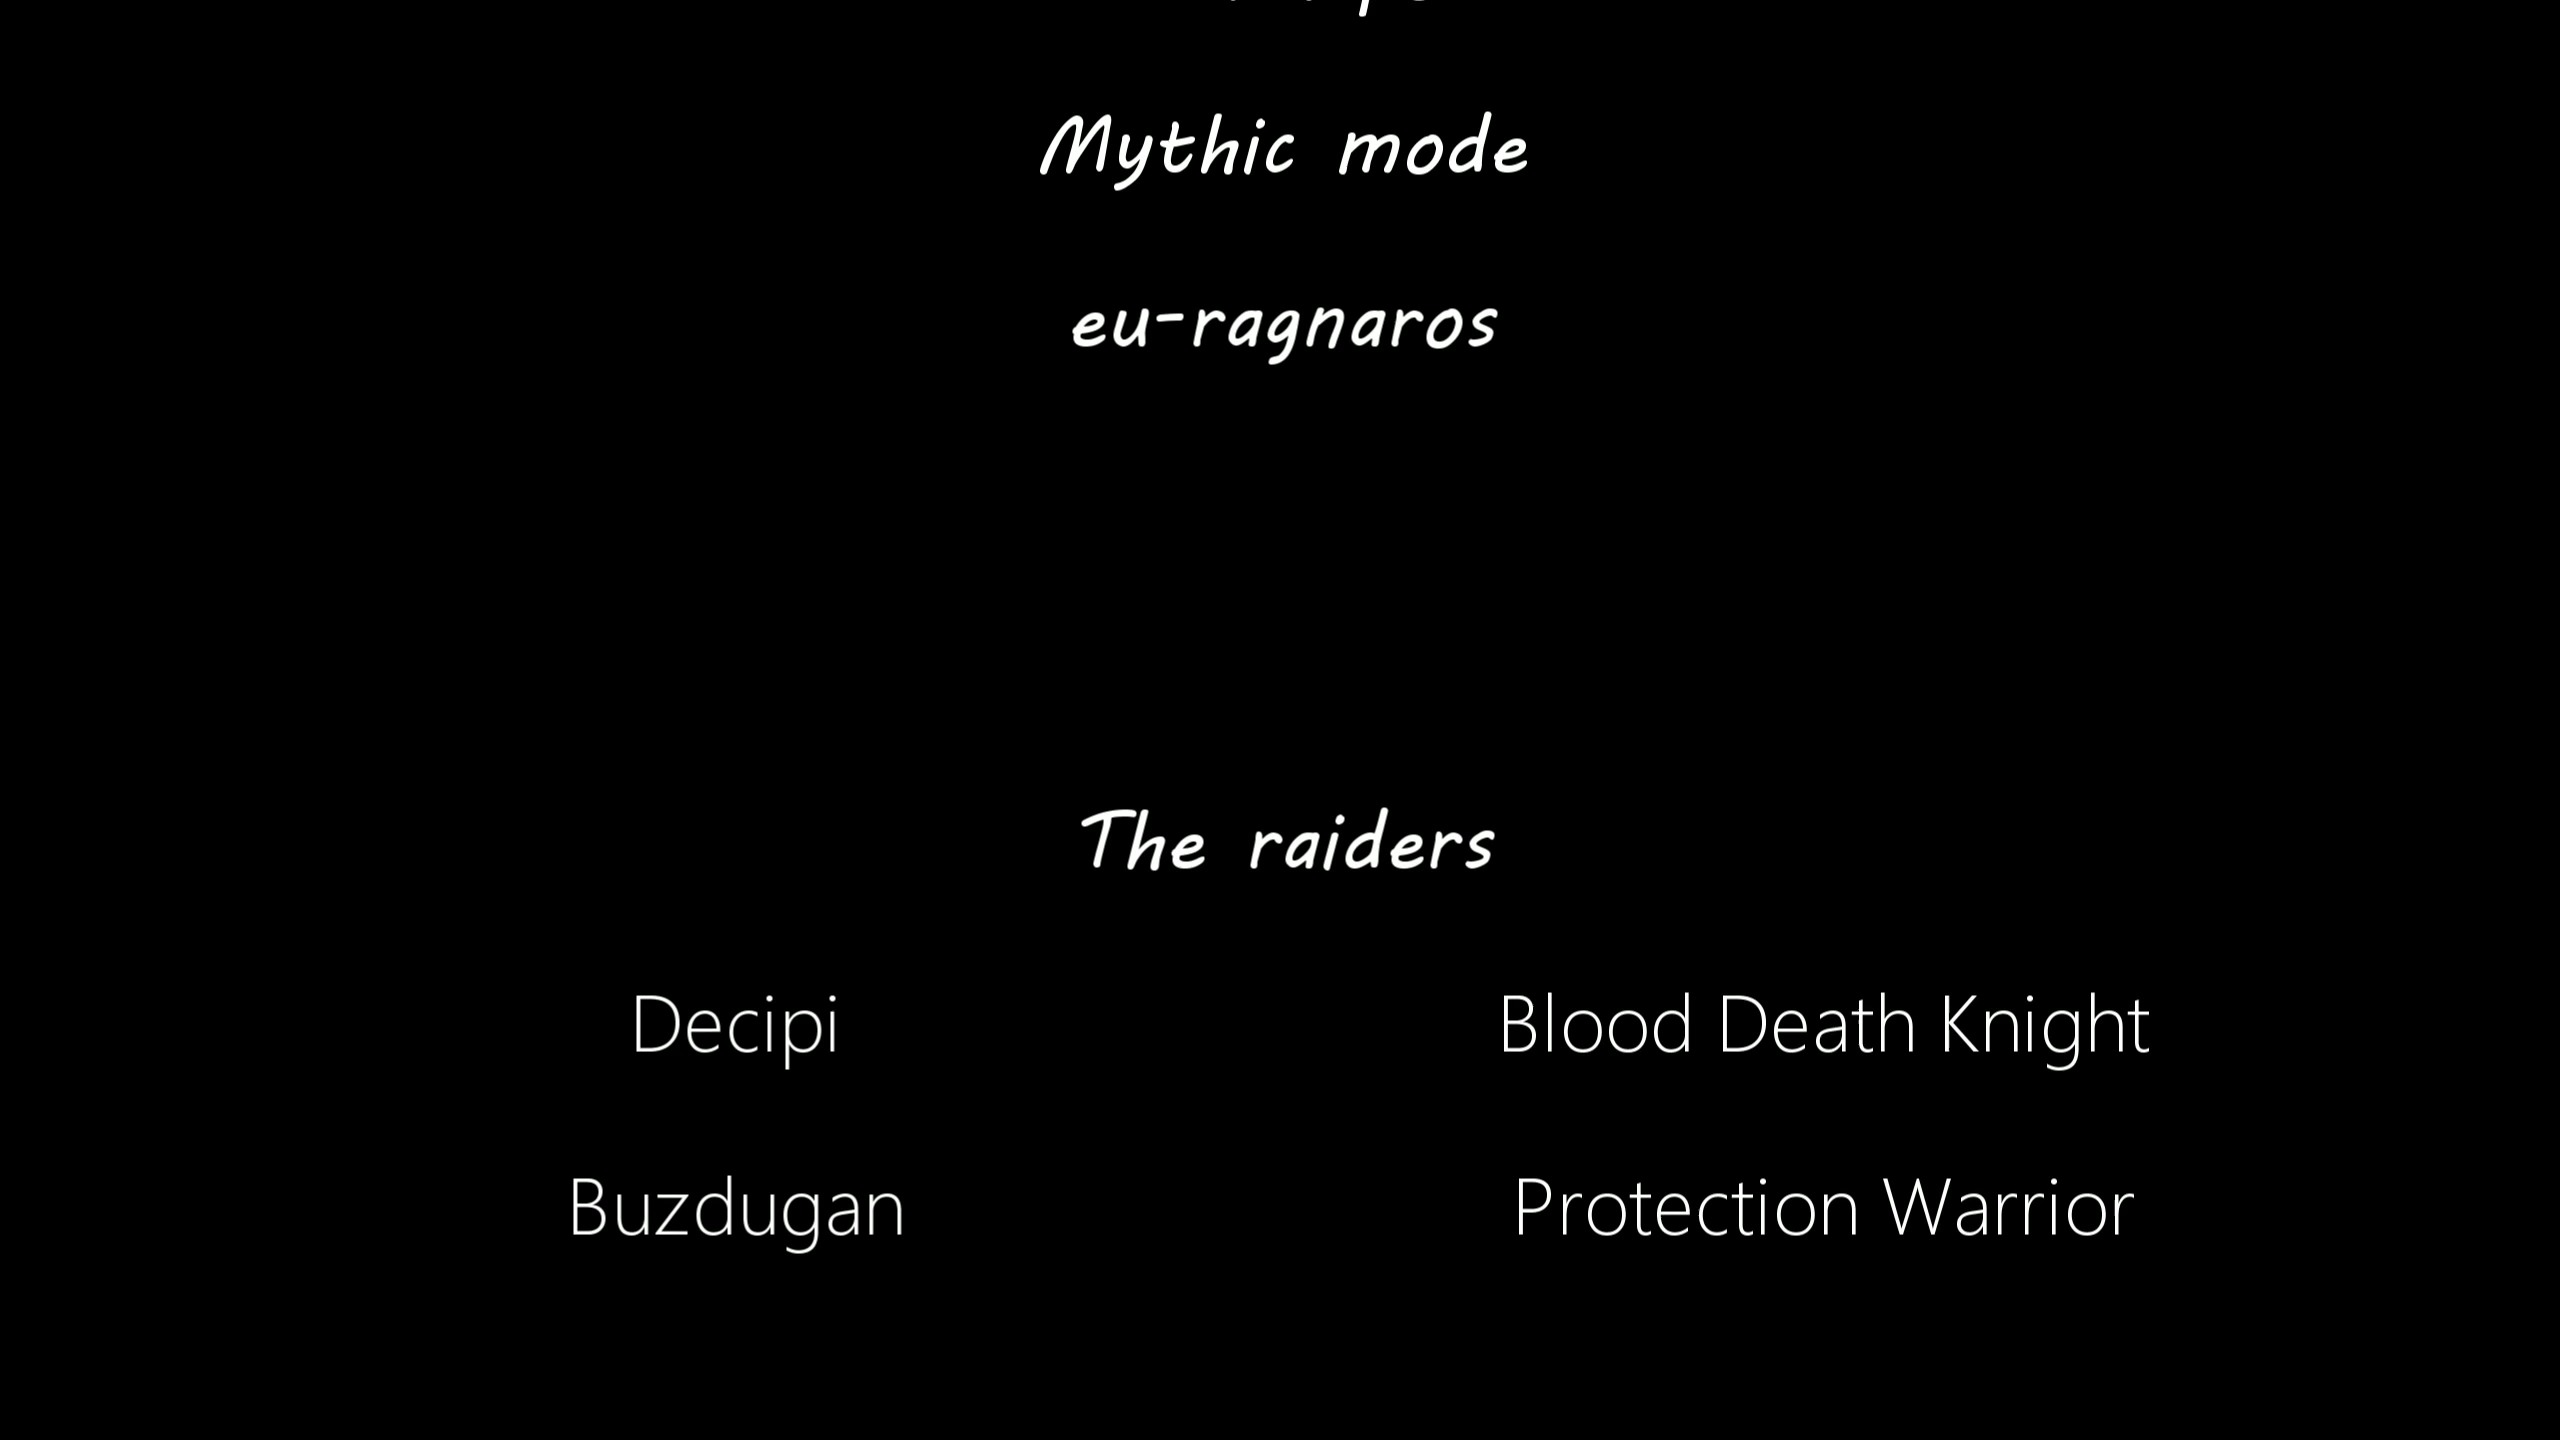 Mythic mode
eu-ragnaros
The raiders
Decipi Blood Death Knight
Buzdugan Protection Warrior